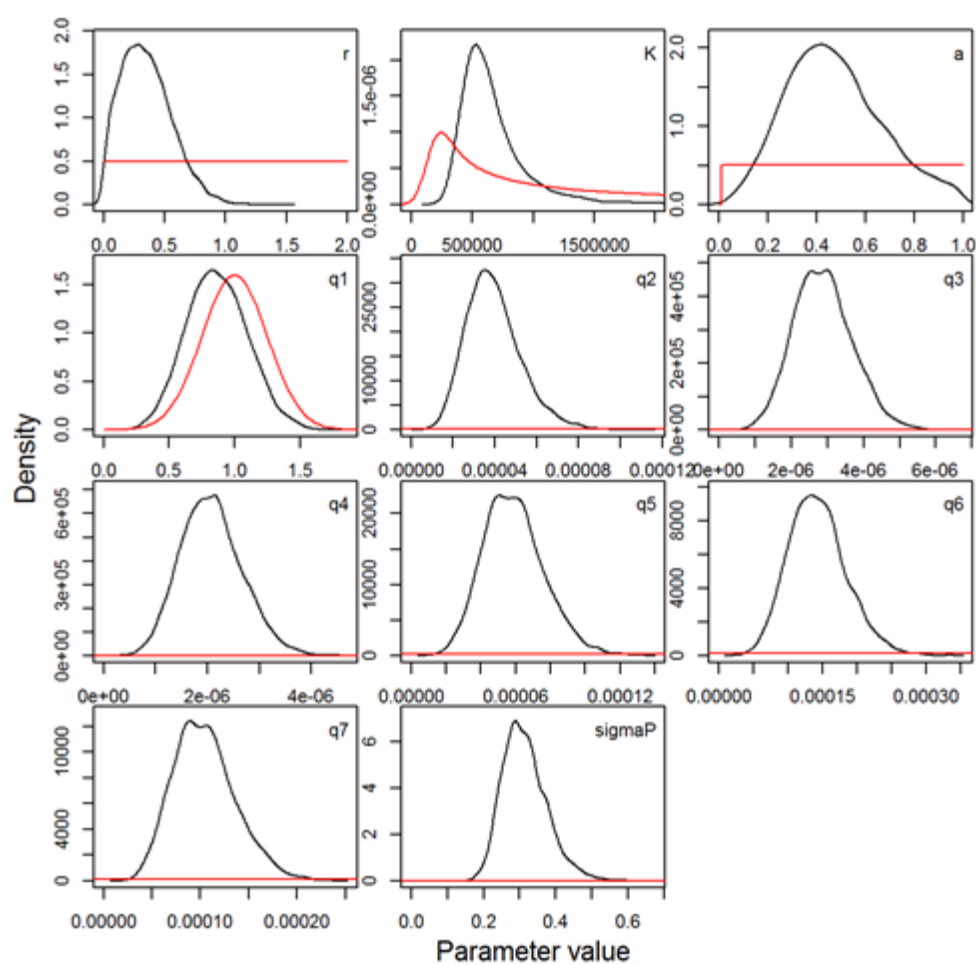 Density
r
0.0 0.5 1.0 1.5 2.0
0.0 0.5 1.0 1.5 2.0
K
0.0e+00 1.5e-06
0 5000000 15000000
a
0.0 1.0 2.0
0.0 0.2 0.4 0.6 0.8 1.0
q1
0.0 0.5 1.0 1.5
0.5 1.0 1.5
q2
0 10000 25000
0.00000 0.00004 0.00008 0.00012
q3
0e+00 2e+05 4e+05
0e+00 2e-06 4e-06 6e-06
q4
0e+00 3e+05 6e+05
0e+00 2e-06 4e-06
q5
0 10000 20000
0.00000 0.00006 0.00012
q6
0 4000 8000
0.00000 0.00015 0.00030
q7
0 4000 10000
0.00000 0.00010 0.00020
sigmaP
0 2 4 6
0.0 0.2 0.4 0.6
Parameter value